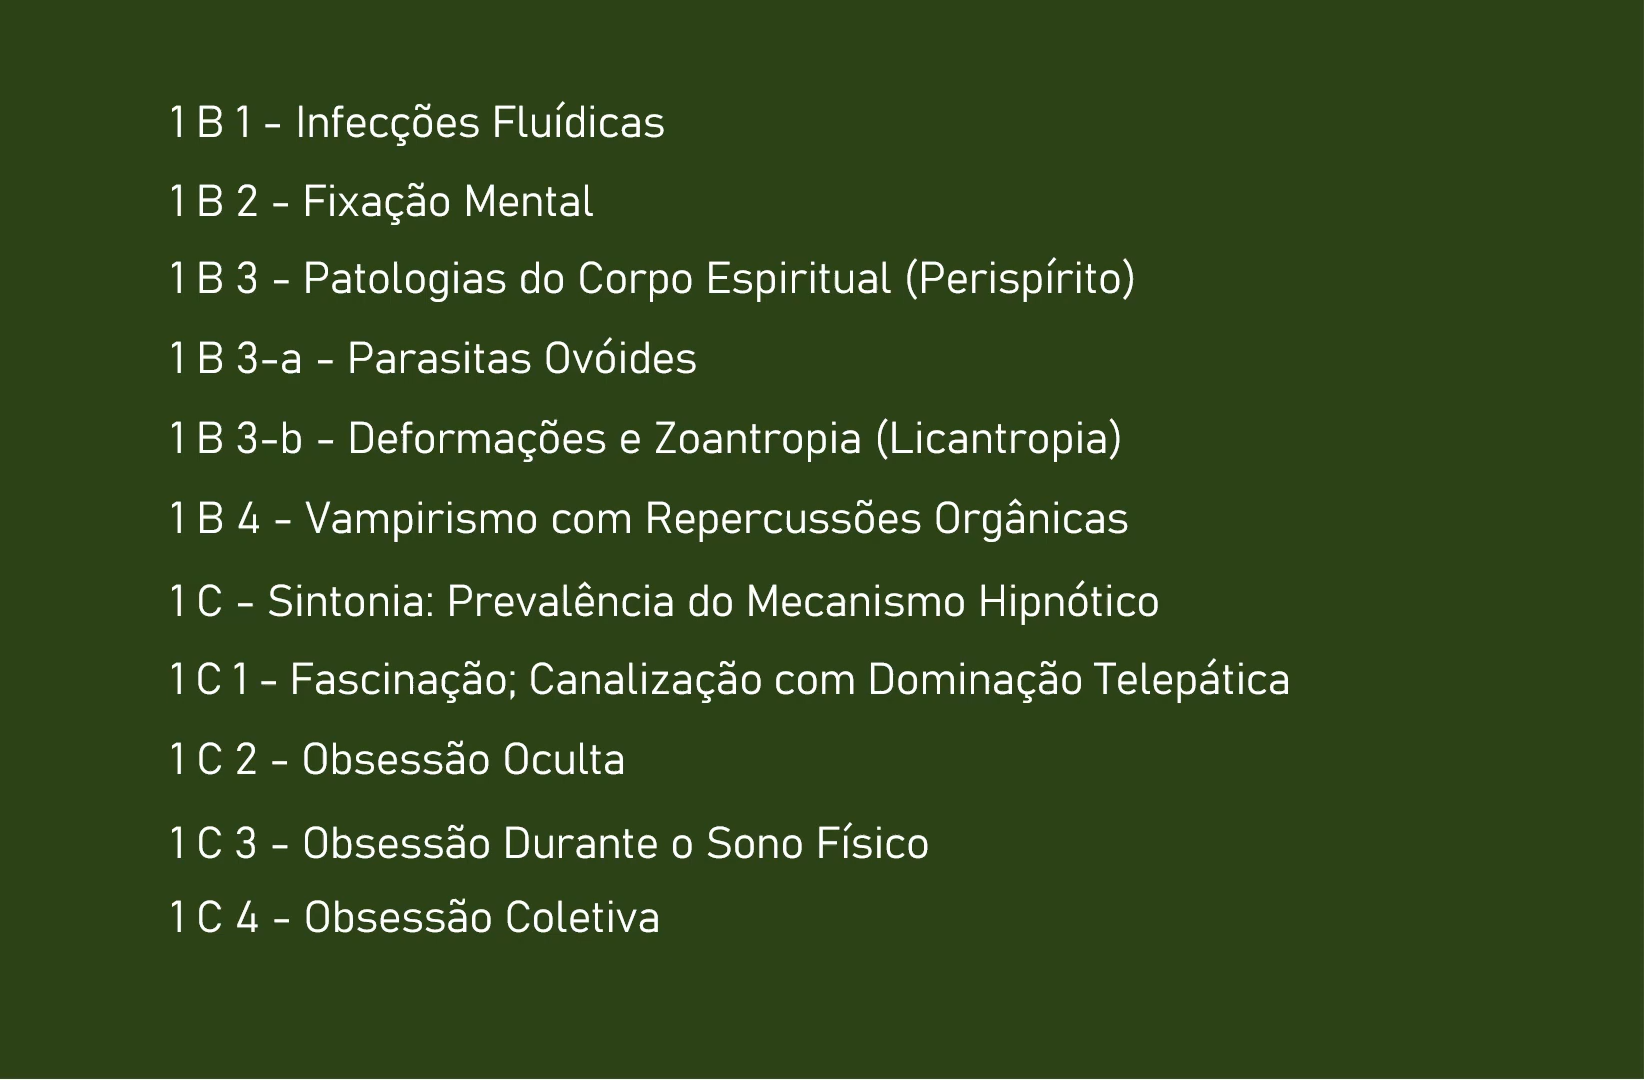 1 B 1 - Infecções Fluídicas
1 B 2 - Fixação Mental
1 B 3 - Patologias do Corpo Espiritual (Perispírito)
1 B 3-a - Parasitas Ovóides
1 B 3-b - Deformações e Zoantropia (Licantropia)
1 B 4 - Vampirismo com Repercussões Orgânicas
1 C - Sintonia: Prevalência do Mecanismo Hipnótico
1 C 1 - Fascinação; Canalização com Dominação Telepática
1 C 2 - Obsessão Oculta
1 C 3 - Obsessão Durante o Sono Físico
1 C 4 - Obsessão Coletiva